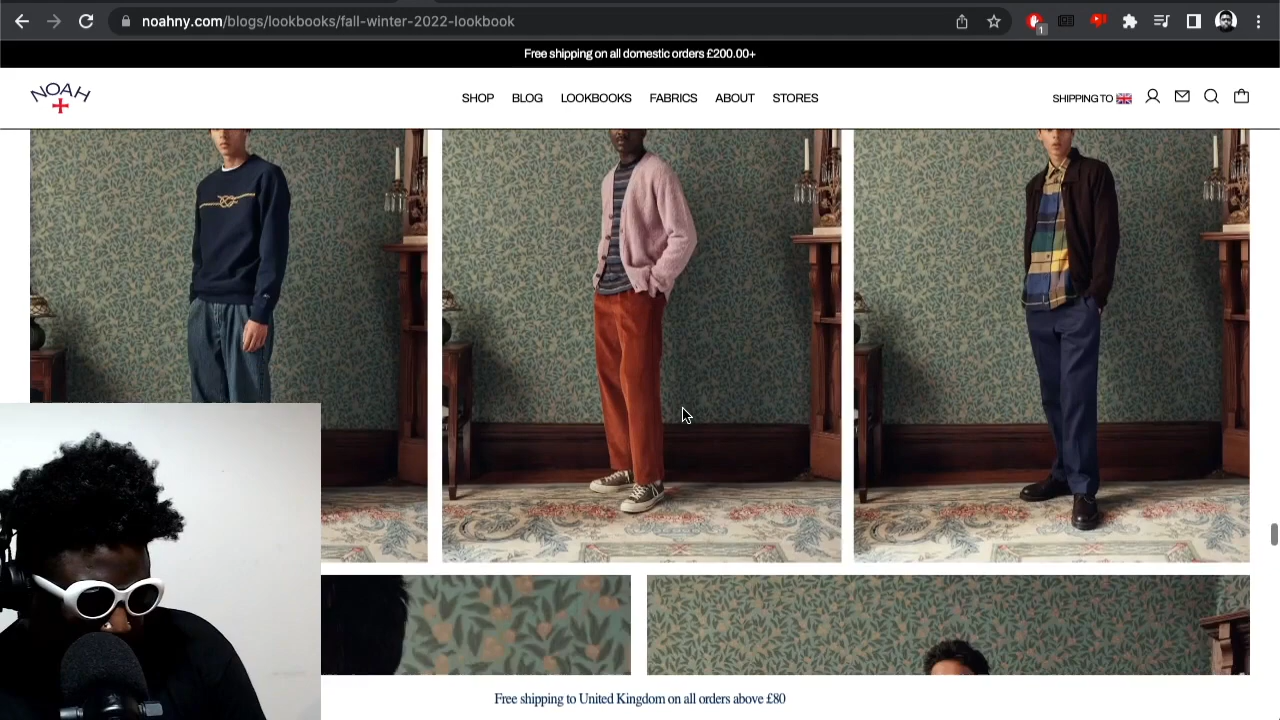 noahny.com/blogs/lookbooks/fall-winter-2022-lookbook
1
Free shipping on all domestic orders £200.00+
NOAH
SHOP BLOG LOOKBOOKS FABRICS ABOUT STORES
SHIPPING TO
Free shipping to United Kingdom on all orders above £80